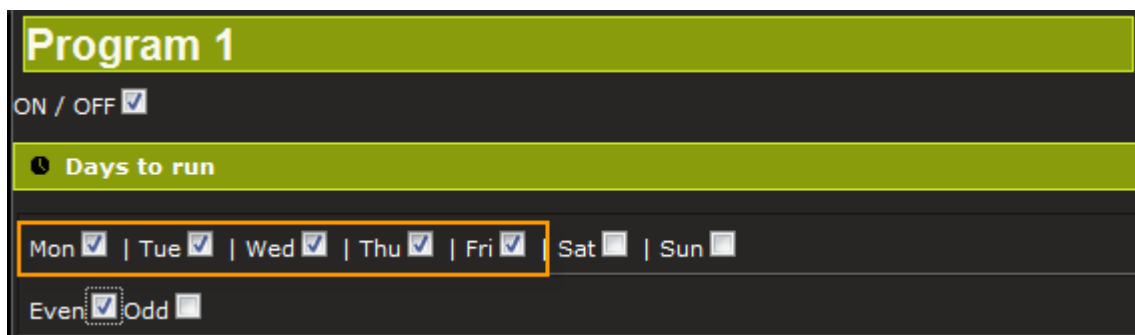 Program 1
ON / OFF
Days to run
Mon | Tue | Wed | Thu | Fri | Sat | Sun
Even Odd